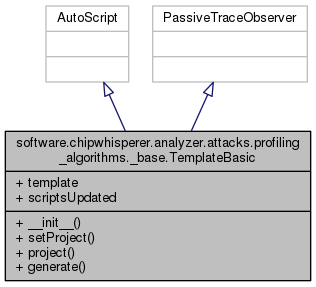 AutoScript
PassiveTraceObserver
software.chipwhisperer.analyzer.attacks.profiling
_algorithms._base.TemplateBasic
+ template
+ scriptsUpdated
+ __init__()
+ setProject()
+ project()
+ generate()